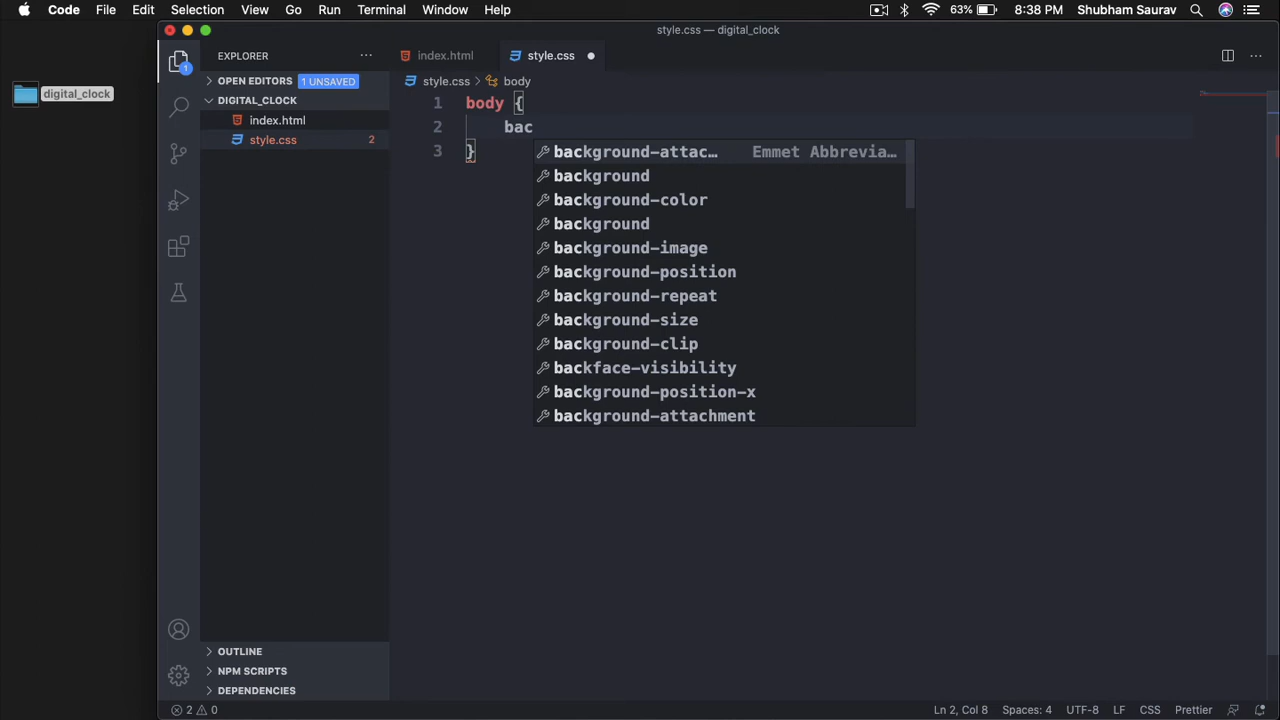 Code File Edit Selection View Go Run Terminal Window Help 63% 8:38 PM Shubham Saurav
style.css — digital_clock
digital_clock
EXPLORER
OPEN EDITORS 1 UNSAVED
DIGITAL_CLOCK
index.html
style.css 2
OUTLINE
NPM SCRIPTS
DEPENDENCIES
1
index.html style.css
style.css > body
1 body {
2 bac
3 }
background-attac… Emmet Abbrevia…
background
background-color
background
background-image
background-position
background-repeat
background-size
background-clip
backface-visibility
background-position-x
background-attachment
2 0 Ln 2, Col 8 Spaces: 4 UTF-8 LF CSS Prettier